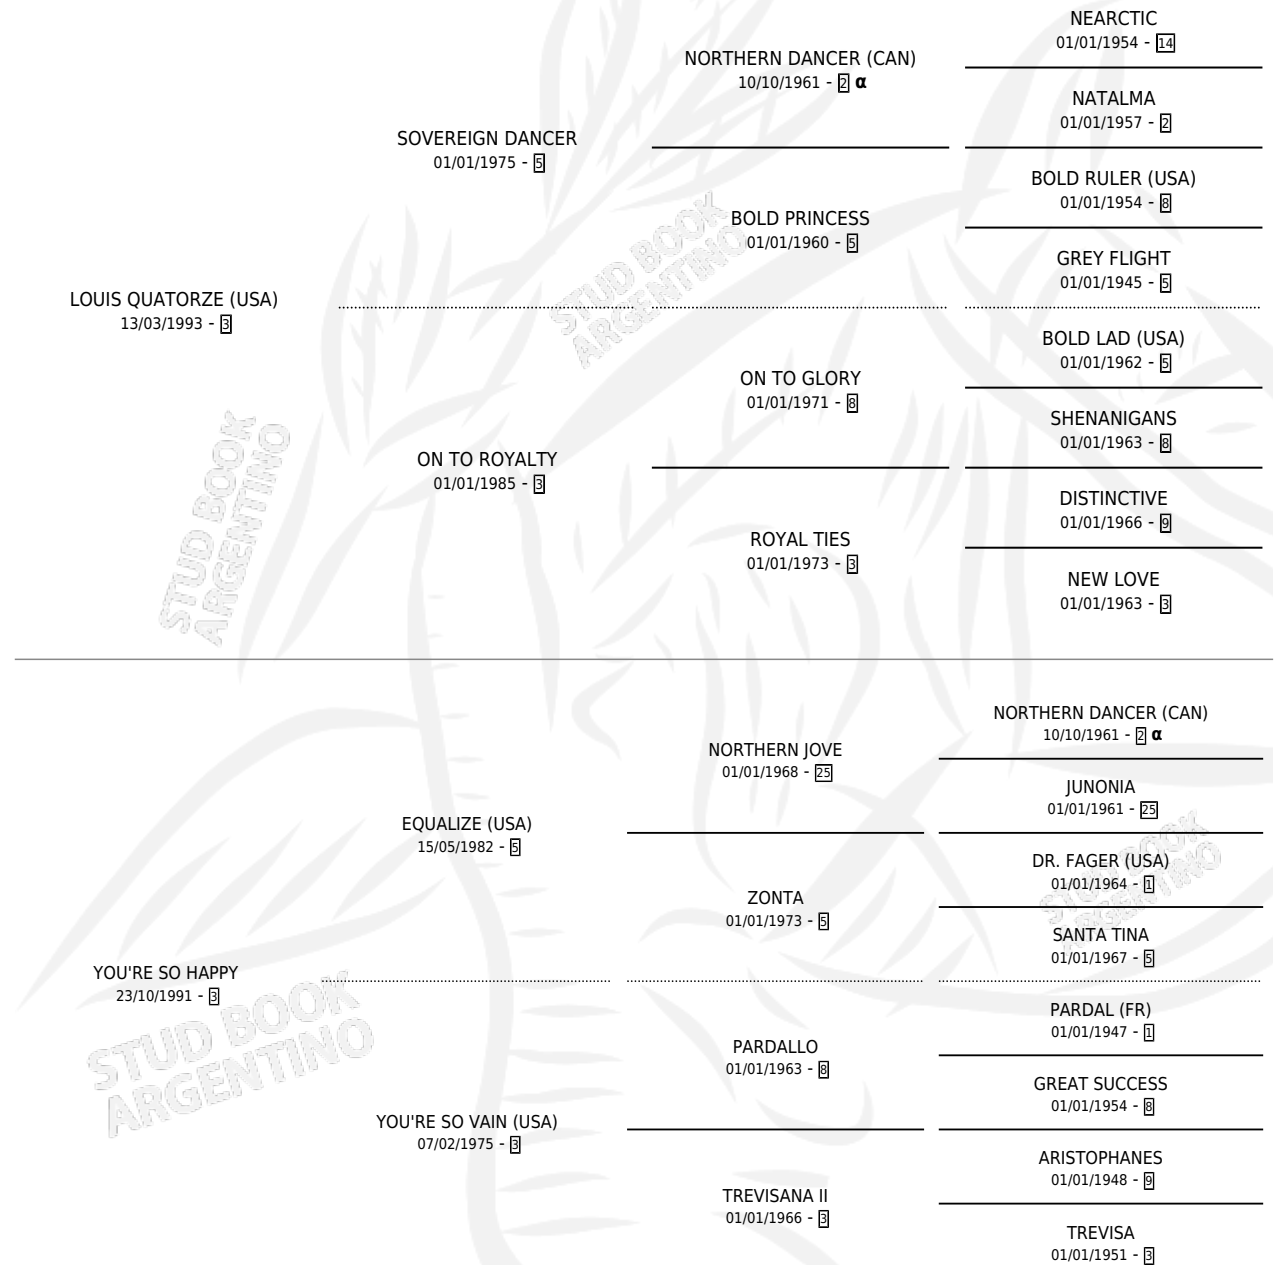 NEARCTIC
01/01/1954 - 14
NORTHERN DANCER (CAN)
10/10/1961 - 2 α
NATALMA
01/01/1957 - 2
SOVEREIGN DANCER
01/01/1975 - 5
BOLD RULER (USA)
01/01/1954 - 8
BOLD PRINCESS
01/01/1960 - 5
GREY FLIGHT
01/01/1945 - 5
LOUIS QUATORZE (USA)
13/03/1993 - 3
BOLD LAD (USA)
01/01/1962 - 5
ON TO GLORY
01/01/1971 - 8
SHENANIGANS
01/01/1963 - 8
ON TO ROYALTY
01/01/1985 - 3
DISTINCTIVE
01/01/1966 - 9
ROYAL TIES
01/01/1973 - 3
NEW LOVE
01/01/1963 - 3
NORTHERN DANCER (CAN)
10/10/1961 - 2 α
NORTHERN JOVE
01/01/1968 - 25
JUNONIA
01/01/1961 - 25
EQUALIZE (USA)
15/05/1982 - 5
DR. FAGER (USA)
01/01/1964 - 1
ZONTA
01/01/1973 - 5
SANTA TINA
01/01/1967 - 5
YOU'RE SO HAPPY
23/10/1991 - 3
PARDAL (FR)
01/01/1947 - 1
PARDALLO
01/01/1963 - 8
GREAT SUCCESS
01/01/1954 - 8
YOU'RE SO VAIN (USA)
07/02/1975 - 3
ARISTOPHANES
01/01/1948 - 9
TREVISANA II
01/01/1966 - 3
TREVISA
01/01/1951 - 3
STUD BOOK
ARGENTINO
STUD BOOK
ARGENTINO
STUD BOOK
ARGENTINO
STUD BOOK
ARGENTINO